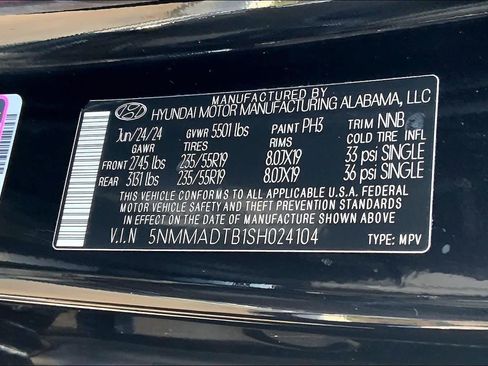 MANUFACTURED BY
HYUNDAI MOTOR MANUFACTURING ALABAMA, LLC
Jun/24/24 GVWR 5501 lbs PAINT PH3 TRIM NNB
GAWR TIRES RIMS COLD TIRE INFL
FRONT 2745 lbs 235/55R19 8.0JX19 33 psi SINGLE
REAR 3131 lbs 235/55R19 8.0JX19 36 psi SINGLE
THIS VEHICLE CONFORMS TO ALL APPLICABLE U.S.A. FEDERAL
MOTOR VEHICLE SAFETY AND THEFT PREVENTION STANDARDS
IN EFFECT ON THE DATE OF MANUFACTURE SHOWN ABOVE.
V.I.N 5NMMADTB1SH024104 TYPE: MPV